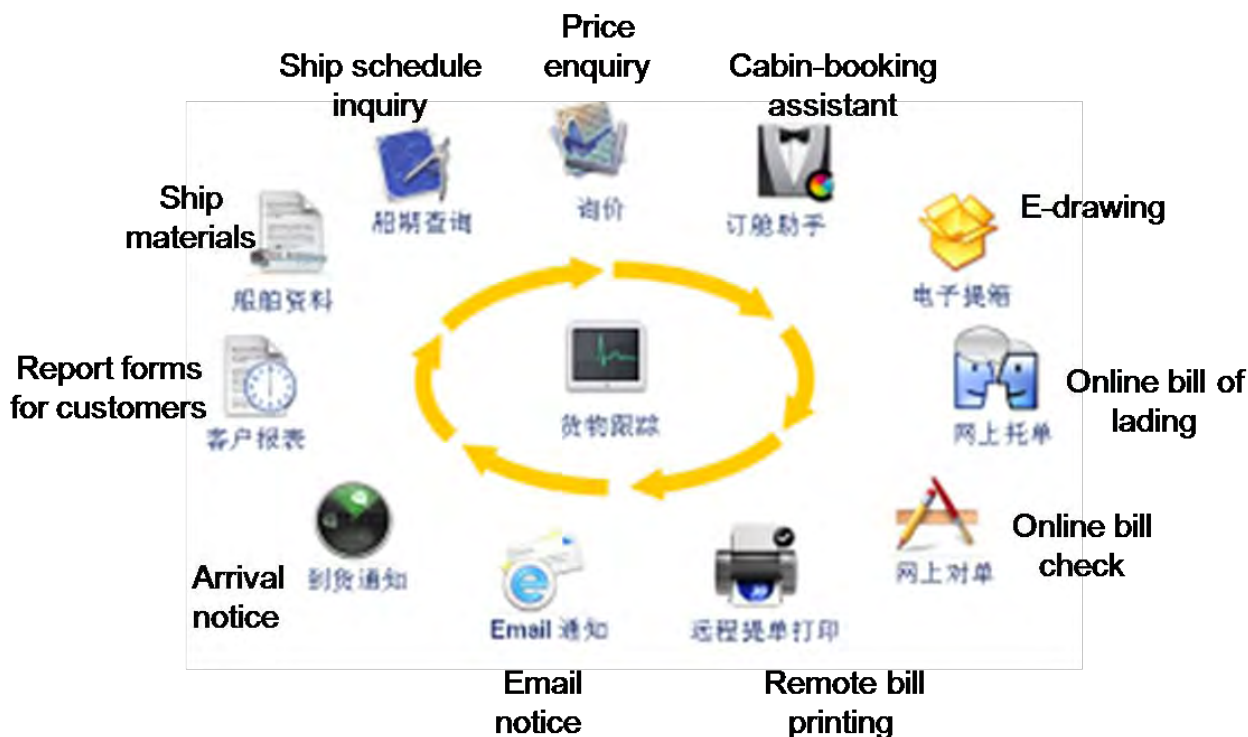 Price
enquiry
Ship schedule
inquiry
Cabin-booking
assistant
船期查询
询价
订舱助手
Ship
materials
船舶资料
E-drawing
电子提箱
Report forms
for customers
客户报表
货物跟踪
Online bill of
lading
网上托单
Arrival
notice
到货通知
Email 通知
远程提单打印
网上对单
Online bill
check
Email
notice
Remote bill
printing